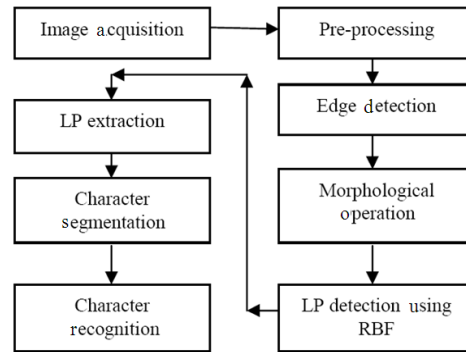 Image acquisition
Pre-processing
Edge detection
Morphological
operation
LP detection using
RBF
LP extraction
Character
segmentation
Character
recognition